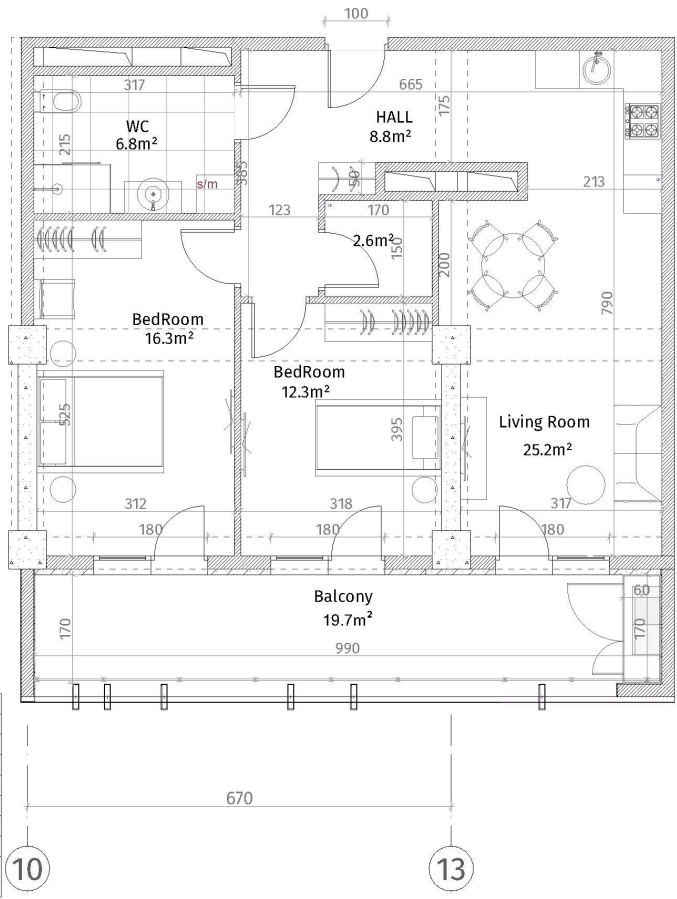 100
317
665
WC
6.8m²
215
HALL
8.8m²
175
s/m
385
50
213
123
170
2.6m²
150
200
790
BedRoom
16.3m²
BedRoom
12.3m²
525
395
Living Room
25.2m²
312
318
317
180
180
180
Balcony
19.7m²
60
170
170
990
670
10
13